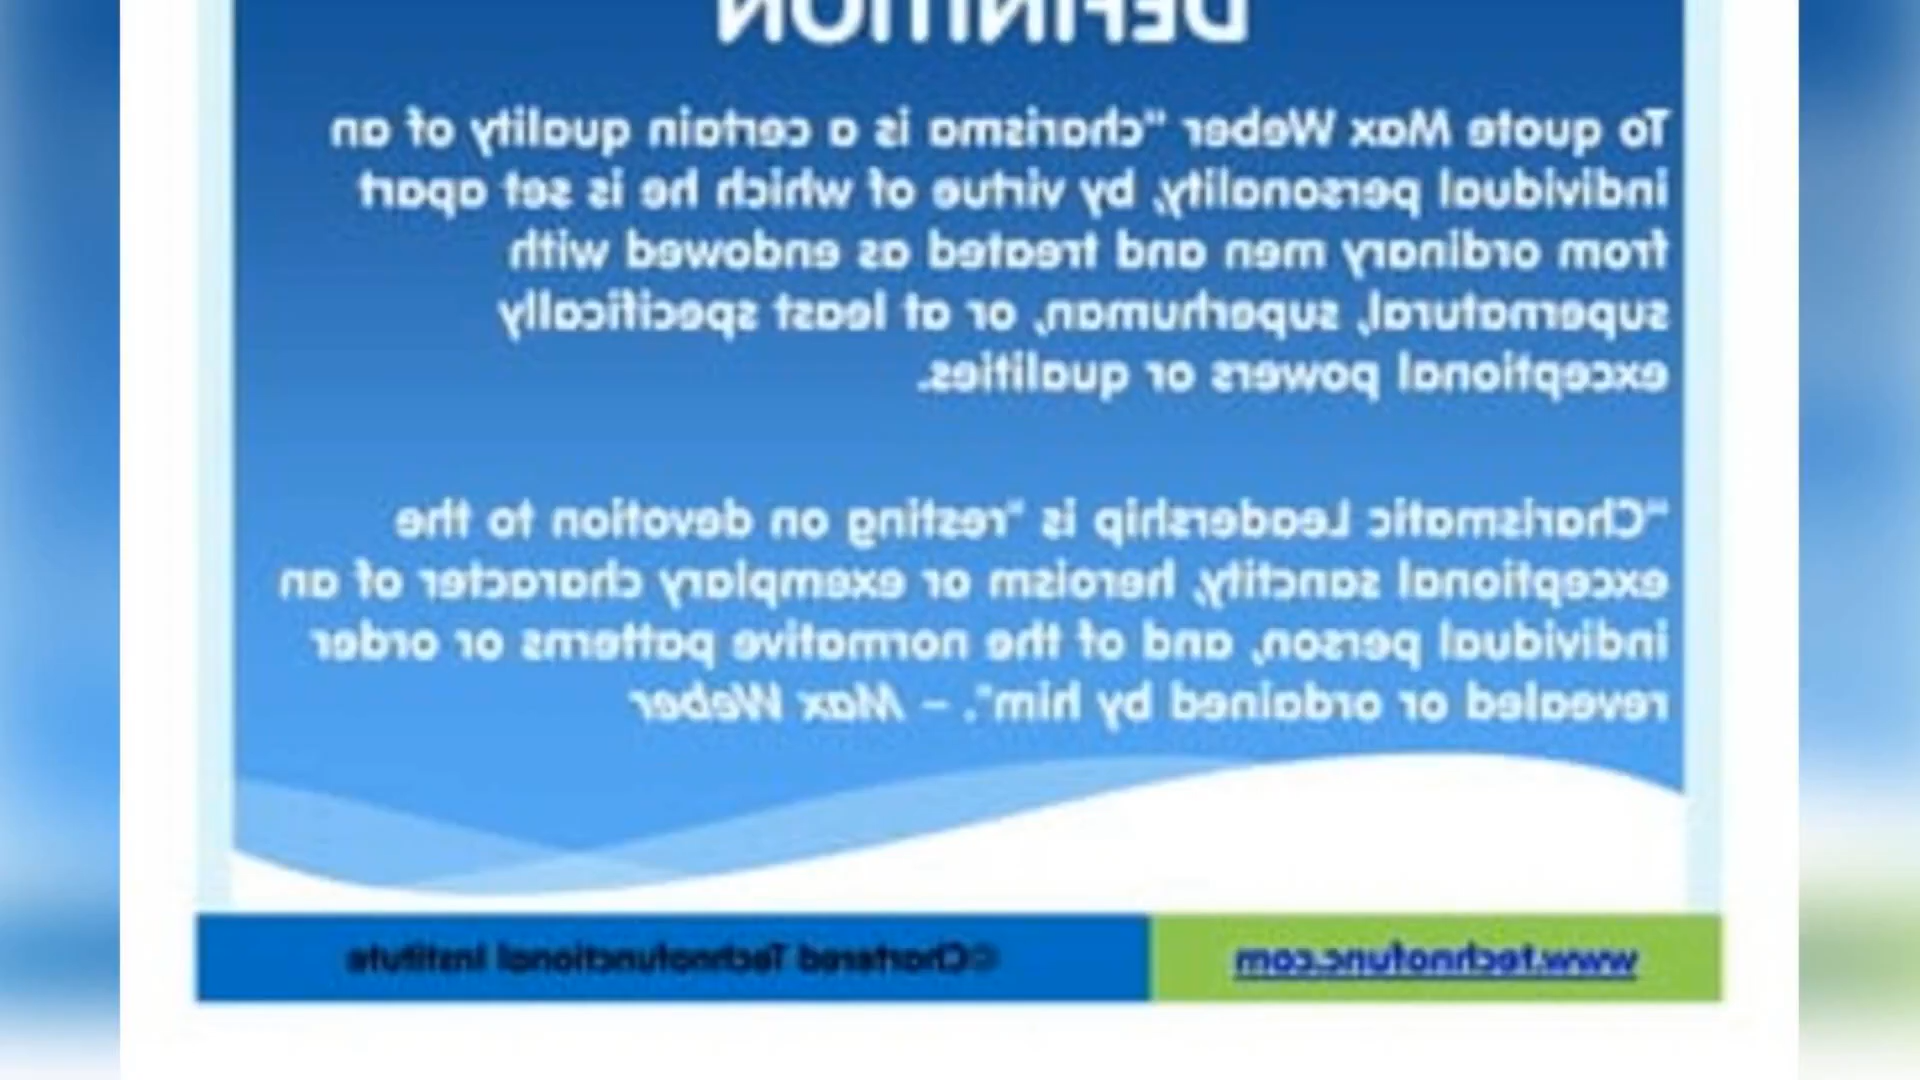 DEFINITION
To quote Max Weber "charisma is a certain quality of an
individual personality, by virtue of which he is set apart
from ordinary men and treated as endowed with
supernatural, superhuman, or at least specifically
exceptional powers or qualities.
"Charismatic Leadership is "resting on devotion to the
exceptional sanctity, heroism or exemplary character of an
individual person, and of the normative patterns or order
revealed or ordained by him". – Max Weber
www.technofunc.com
©Chartered Technofunctional Institute